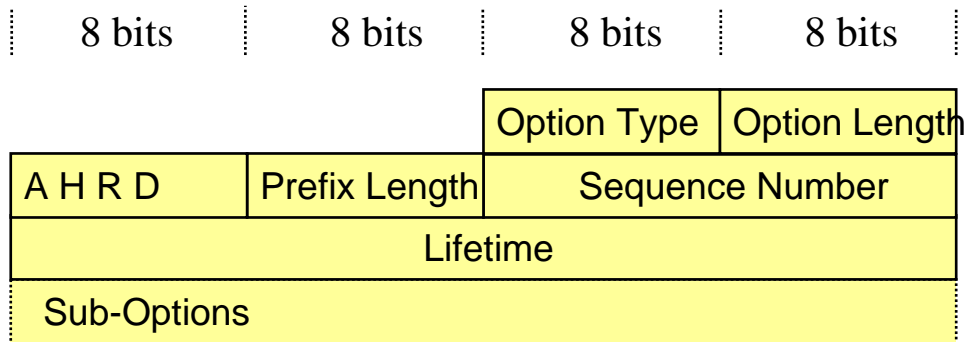 8 bits 8 bits 8 bits 8 bits
Option Type Option Length
A H R D Prefix Length Sequence Number
Lifetime
Sub-Options